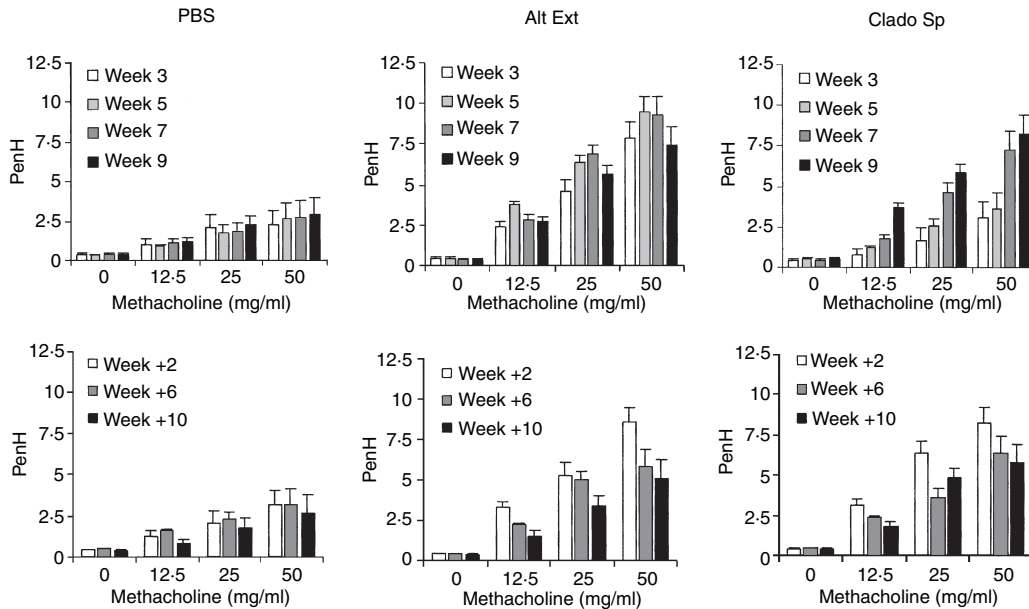 PBS
Alt Ext
Clado Sp
12·5
10
7·5
5
2·5
0
PenH
Week 3
Week 5
Week 7
Week 9
0 12·5 25 50
Methacholine (mg/ml)
12·5
10
7·5
5
2·5
0
PenH
Week 3
Week 5
Week 7
Week 9
0 12·5 25 50
Methacholine (mg/ml)
12·5
10
7·5
5
2·5
0
PenH
Week 3
Week 5
Week 7
Week 9
0 12·5 25 50
Methacholine (mg/ml)
12·5
10
7·5
5
2·5
0
PenH
Week +2
Week +6
Week +10
0 12·5 25 50
Methacholine (mg/ml)
12·5
10
7·5
5
2·5
0
PenH
Week +2
Week +6
Week +10
0 12·5 25 50
Methacholine (mg/ml)
12·5
10
7·5
5
2·5
0
PenH
Week +2
Week +6
Week +10
0 12·5 25 50
Methacholine (mg/ml)